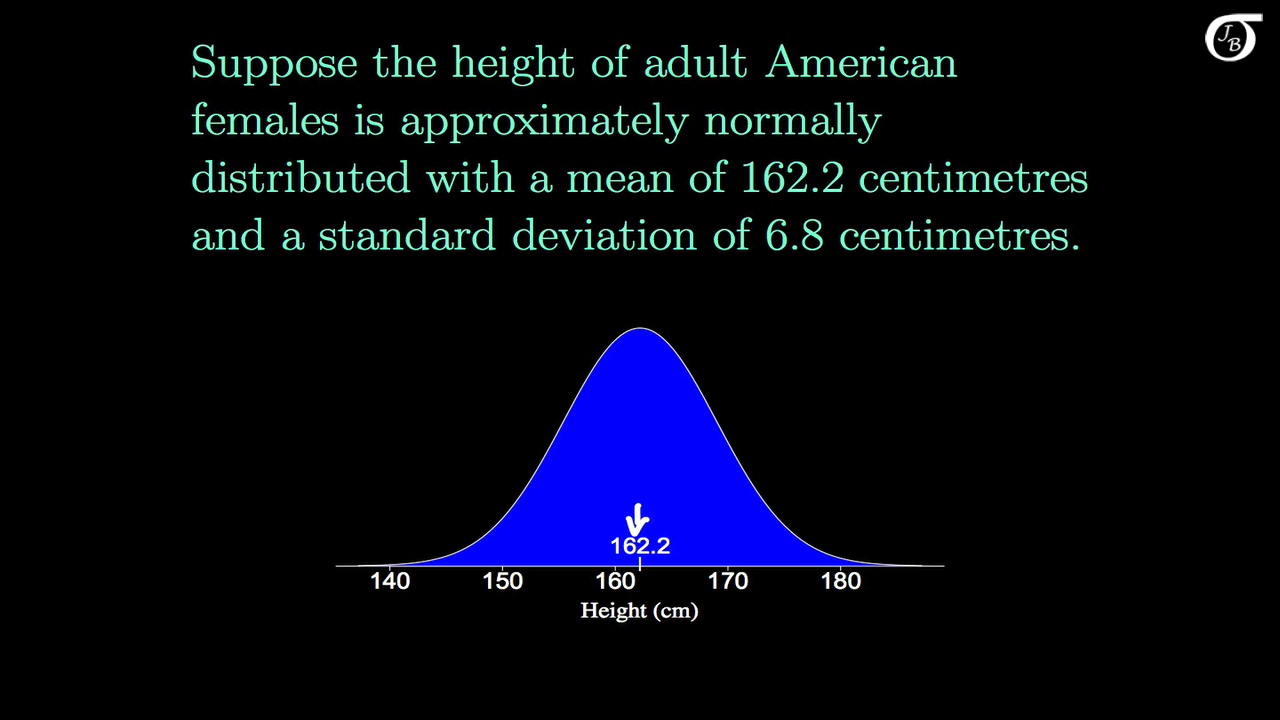 JB
Suppose the height of adult American
females is approximately normally
distributed with a mean of 162.2 centimetres
and a standard deviation of 6.8 centimetres.
162.2
140 150 160 170 180
Height (cm)